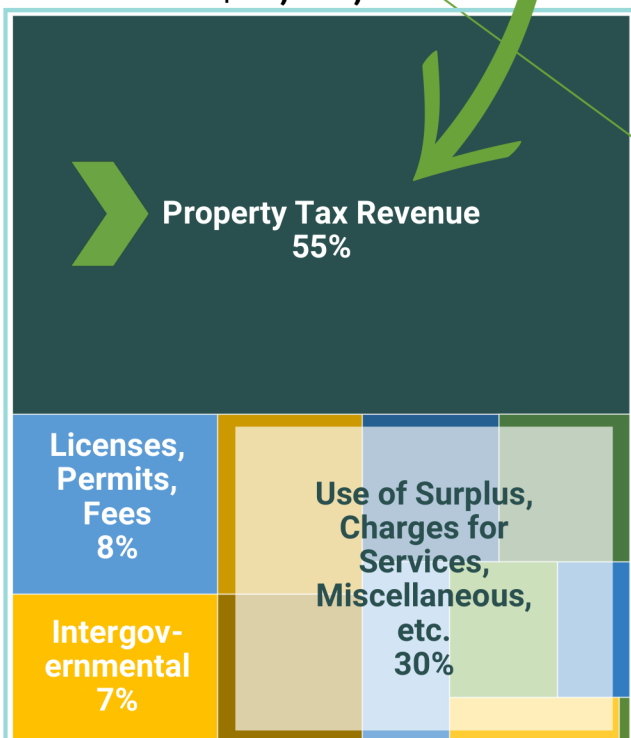 Property Tax Revenue
55%
Licenses,
Permits,
Fees
8%
Intergov-
ernmental
7%
Use of Surplus,
Charges for
Services,
Miscellaneous,
etc.
30%